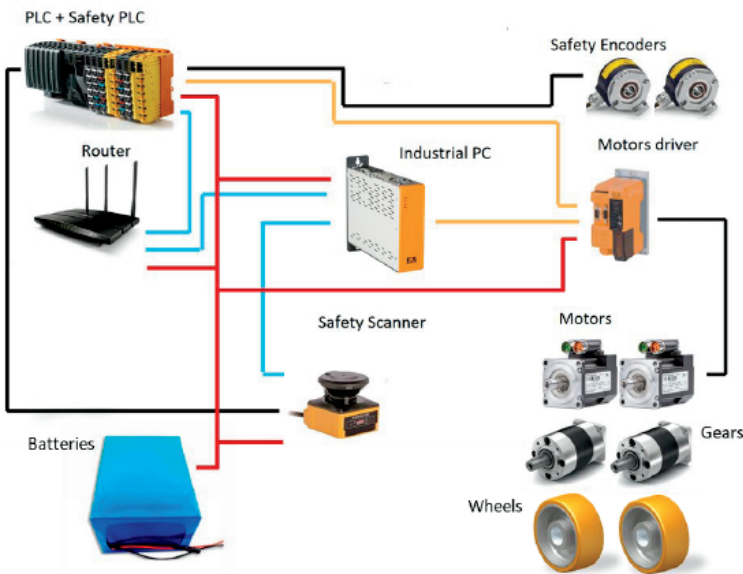 PLC + Safety PLC
Safety Encoders
Router
Industrial PC
Motors driver
Safety Scanner
Motors
Batteries
Gears
Wheels